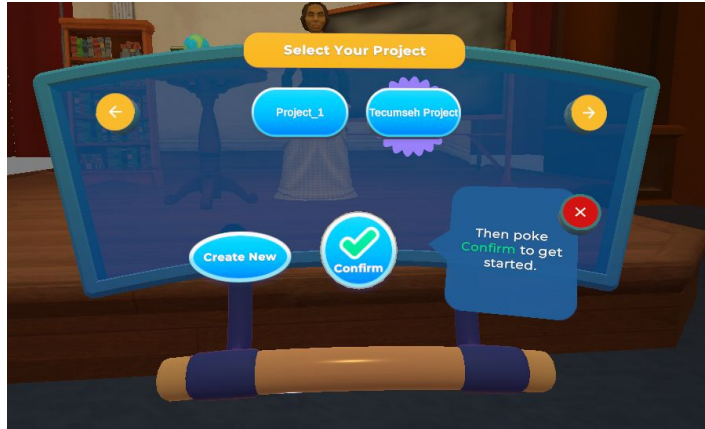 Select Your Project
Project_1
Tecumseh Project
Create New
Confirm
Then poke
Confirm to get
started.